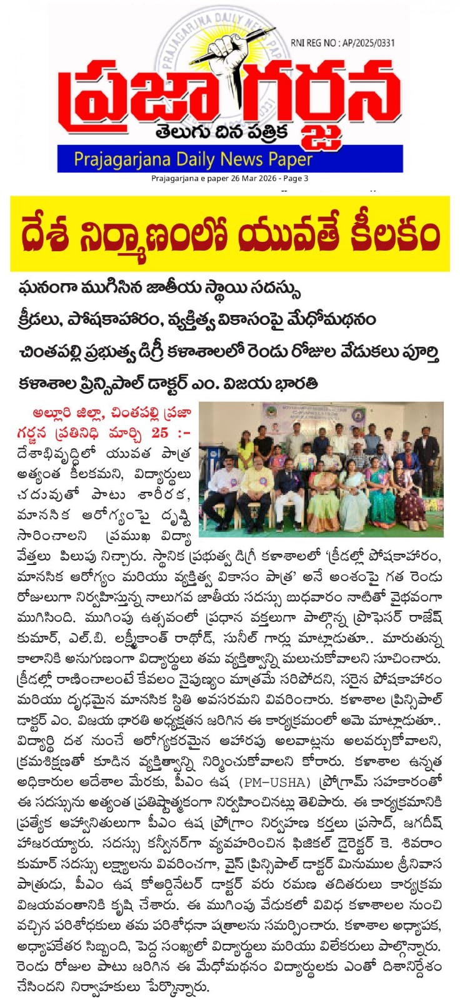 PRAJAGARJNA DAILY NEWS PAPER
RNI REG NO : AP/2025/0331
ప్రజా గర్జన
తెలుగు దిన పత్రిక
Prajagarjana Daily News Paper
Prajagarjana e paper 26 Mar 2026 - Page 3
దేశ నిర్మాణంలో యువతే కీలకం
ఘనంగా ముగిసిన జాతీయ స్థాయి సదస్సు
క్రీడలు, పోషకాహారం, వ్యక్తిత్వ వికాసంపై మేధోమథనం
చింతపల్లి ప్రభుత్వ డిగ్రీ కళాశాలలో రెండు రోజుల వేడుకలు పూర్తి
కళాశాల ప్రిన్సిపాల్ డాక్టర్ ఎం. విజయ భారతి
అల్లూరి జిల్లా, చింతపల్లి ప్రజా
గర్జన ప్రతినిధి మార్చి 25 :-
దేశాభివృద్ధిలో యువత పాత్ర
అత్యంత కీలకమని, విద్యార్థులు
చదువుతో పాటు శారీరక,
మానసిక ఆరోగ్యంపై దృష్టి
సారించాలని ప్రముఖ విద్యా
వేత్తలు పిలుపు నిచ్చారు. స్థానిక ప్రభుత్వ డిగ్రీ కళాశాలలో ‘క్రీడల్లో పోషకాహారం,
మానసిక ఆరోగ్యం మరియు వ్యక్తిత్వ వికాసం పాత్ర’ అనే అంశంపై గత రెండు
రోజులుగా నిర్వహిస్తున్న నాలుగవ జాతీయ సదస్సు బుధవారం నాటితో వైభవంగా
ముగిసింది. ముగింపు ఉత్సవంలో ప్రధాన వక్తలుగా పాల్గొన్న ప్రొఫెసర్ రాజేష్
కుమార్, ఎల్.బి. లక్ష్మీకాంత్ రాథోడ్, సునీల్ గార్లు మాట్లాడుతూ.. మారుతున్న
కాలానికి అనుగుణంగా విద్యార్థులు తమ వ్యక్తిత్వాన్ని మలుచుకోవాలని సూచించారు.
క్రీడల్లో రాణించాలంటే కేవలం నైపుణ్యం మాత్రమే సరిపోదని, సరైన పోషకాహారం
మరియు దృఢమైన మానసిక స్థితి అవసరమని వివరించారు. కళాశాల ప్రిన్సిపాల్
డాక్టర్ ఎం. విజయ భారతి అధ్యక్షతన జరిగిన ఈ కార్యక్రమంలో ఆమె మాట్లాడుతూ..
విద్యార్థి దశ నుంచే ఆరోగ్యకరమైన ఆహారపు అలవాట్లను అలవర్చుకోవాలని,
క్రమశిక్షణతో కూడిన వ్యక్తిత్వాన్ని నిర్మించుకోవాలని కోరారు. కళాశాల ఉన్నత
అధికారుల ఆదేశాల మేరకు, పీఎం ఉష (PM-USHA) ప్రోగ్రామ్ సహకారంతో
ఈ సదస్సును అత్యంత ప్రతిష్టాత్మకంగా నిర్వహించినట్లు తెలిపారు. ఈ కార్యక్రమానికి
ప్రత్యేక ఆహ్వానితులుగా పీఎం ఉష ప్రోగ్రాం నిర్వహణ కర్తలు ప్రసాద్, జగదీష్
హాజరయ్యారు. సదస్సు కన్వీనర్‌గా వ్యవహరించిన ఫిజికల్ డైరెక్టర్ కె. శివరాం
కుమార్ సదస్సు లక్ష్యాలను వివరించగా, వైస్ ప్రిన్సిపాల్ డాక్టర్ మినుముల శ్రీనివాస
పాత్రుడు, పీఎం ఉష కోఆర్డినేటర్ డాక్టర్ వరు రమణ తదితరులు కార్యక్రమ
విజయవంతానికి కృషి చేశారు. ఈ ముగింపు వేడుకలో వివిధ కళాశాలల నుంచి
వచ్చిన పరిశోధకులు తమ పరిశోధనా పత్రాలను సమర్పించారు. కళాశాల అధ్యాపక,
అధ్యాపకేతర సిబ్బంది, పెద్ద సంఖ్యలో విద్యార్థులు మరియు విలేకరులు పాల్గొన్నారు.
రెండు రోజుల పాటు జరిగిన ఈ మేధోమథనం విద్యార్థులకు ఎంతో దిశానిర్దేశం
చేసిందని నిర్వాహకులు పేర్కొన్నారు.